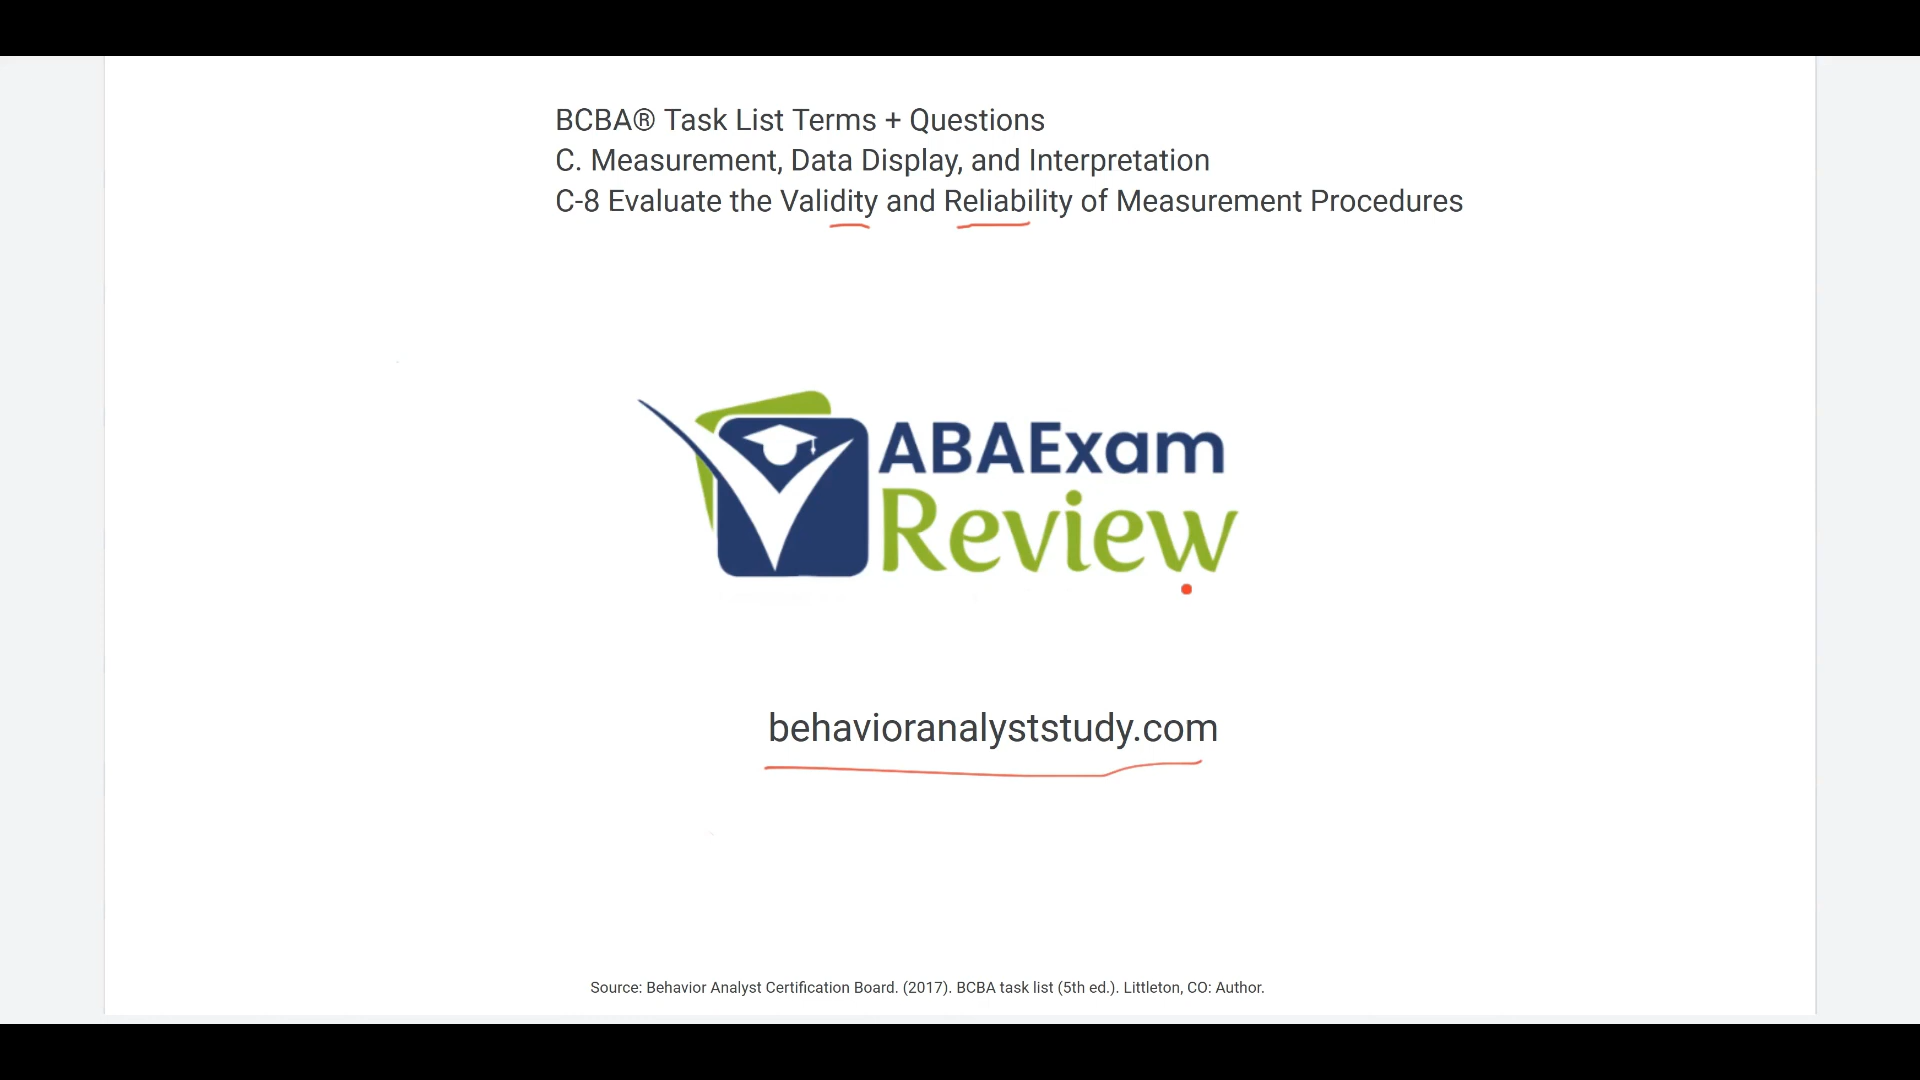 BCBA® Task List Terms + Questions
C. Measurement, Data Display, and Interpretation
C-8 Evaluate the Validity and Reliability of Measurement Procedures
ABAExam
Review
behavioranalyststudy.com
Source: Behavior Analyst Certification Board. (2017). BCBA task list (5th ed.). Littleton, CO: Author.